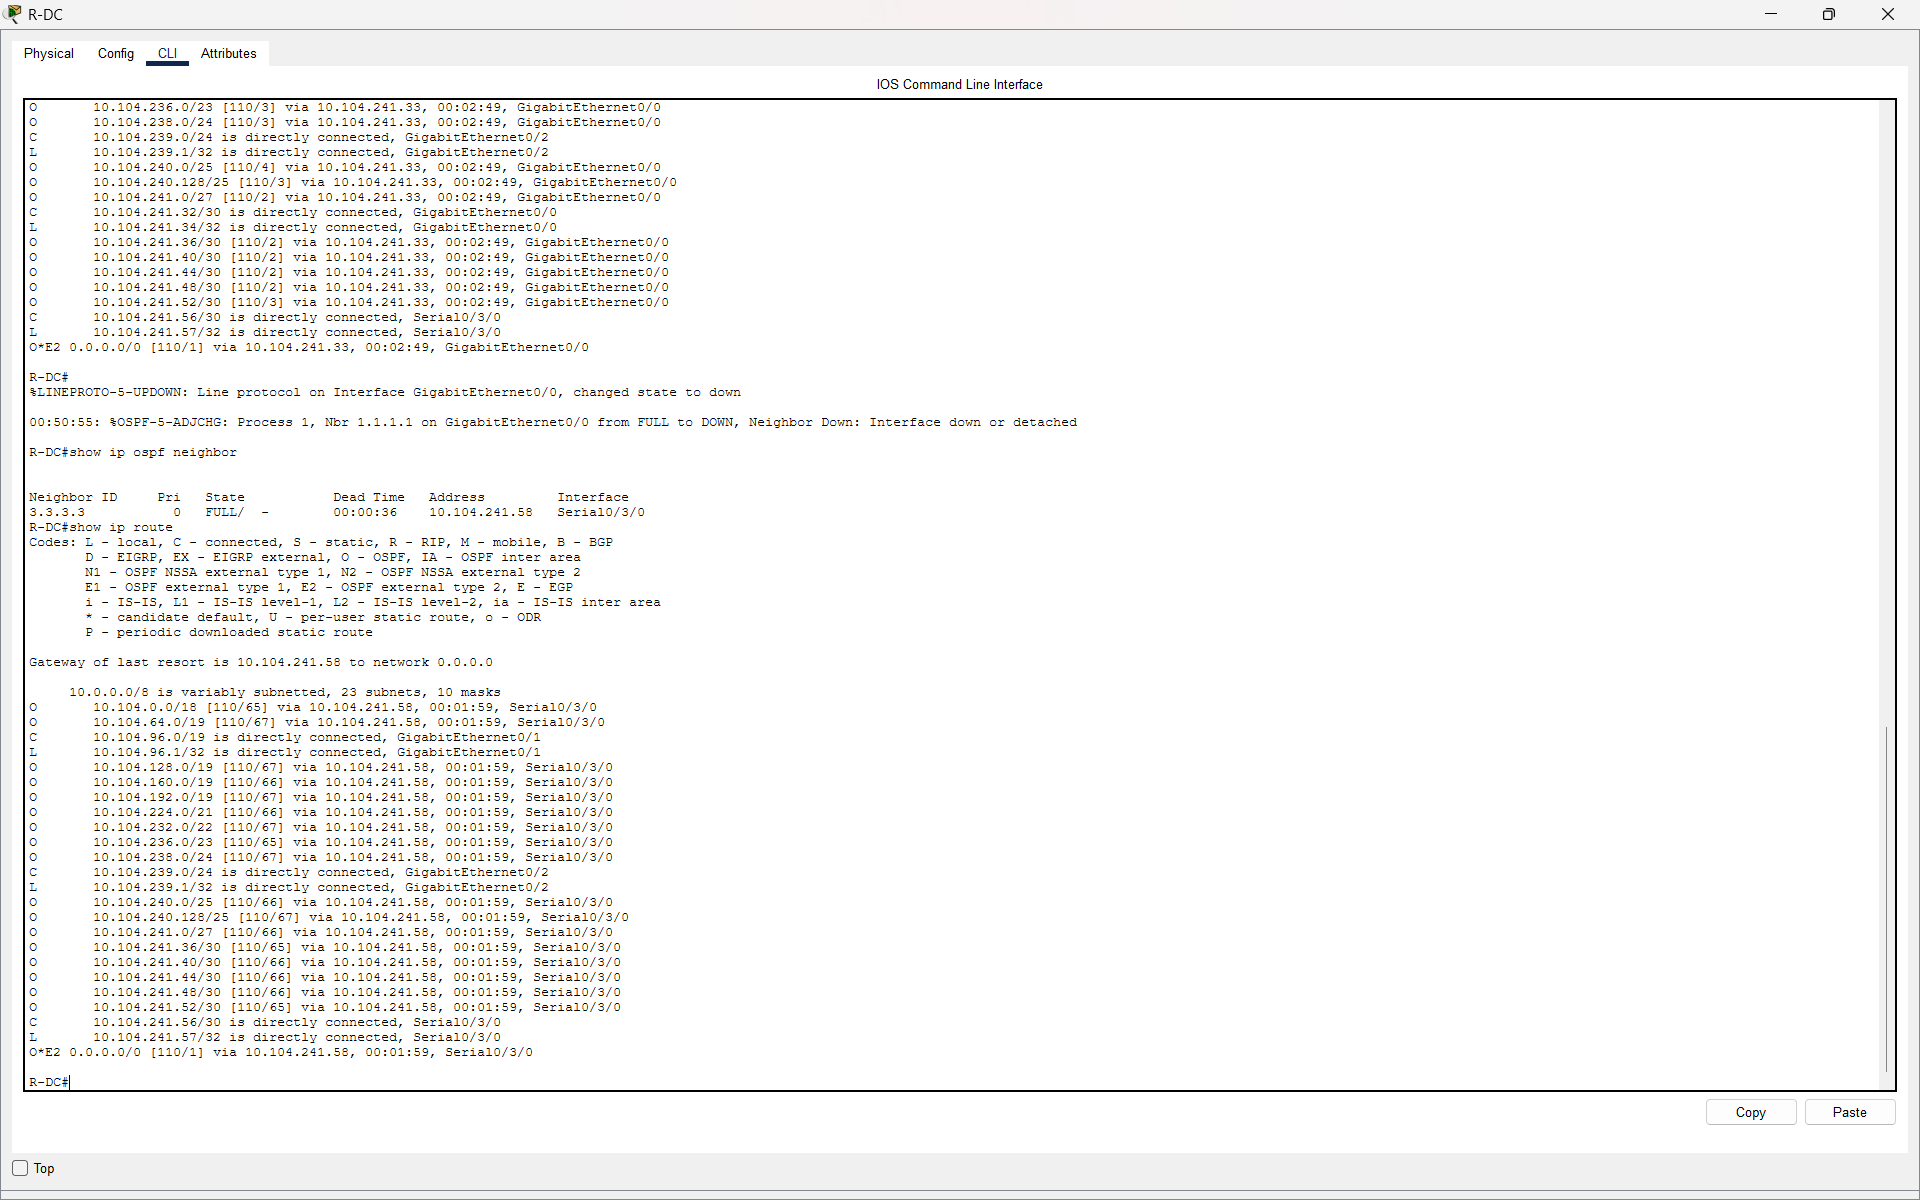 R-DC
Physical Config CLI Attributes
IOS Command Line Interface
O 10.104.236.0/23 [110/3] via 10.104.241.33, 00:02:49, GigabitEthernet0/0
O 10.104.238.0/24 [110/3] via 10.104.241.33, 00:02:49, GigabitEthernet0/0
C 10.104.239.0/24 is directly connected, GigabitEthernet0/2
L 10.104.239.1/32 is directly connected, GigabitEthernet0/2
O 10.104.240.0/25 [110/4] via 10.104.241.33, 00:02:49, GigabitEthernet0/0
O 10.104.240.128/25 [110/3] via 10.104.241.33, 00:02:49, GigabitEthernet0/0
O 10.104.241.0/27 [110/2] via 10.104.241.33, 00:02:49, GigabitEthernet0/0
C 10.104.241.32/30 is directly connected, GigabitEthernet0/0
L 10.104.241.34/32 is directly connected, GigabitEthernet0/0
O 10.104.241.36/30 [110/2] via 10.104.241.33, 00:02:49, GigabitEthernet0/0
O 10.104.241.40/30 [110/2] via 10.104.241.33, 00:02:49, GigabitEthernet0/0
O 10.104.241.44/30 [110/2] via 10.104.241.33, 00:02:49, GigabitEthernet0/0
O 10.104.241.48/30 [110/2] via 10.104.241.33, 00:02:49, GigabitEthernet0/0
O 10.104.241.52/30 [110/3] via 10.104.241.33, 00:02:49, GigabitEthernet0/0
C 10.104.241.56/30 is directly connected, Serial0/3/0
L 10.104.241.57/32 is directly connected, Serial0/3/0
O*E2 0.0.0.0/0 [110/1] via 10.104.241.33, 00:02:49, GigabitEthernet0/0
R-DC#
%LINEPROTO-5-UPDOWN: Line protocol on Interface GigabitEthernet0/0, changed state to down
00:50:55: %OSPF-5-ADJCHG: Process 1, Nbr 1.1.1.1 on GigabitEthernet0/0 from FULL to DOWN, Neighbor Down: Interface down or detached
R-DC#show ip ospf neighbor
Neighbor ID Pri State Dead Time Address Interface
3.3.3.3 0 FULL/ - 00:00:36 10.104.241.58 Serial0/3/0
R-DC#show ip route
Codes: L - local, C - connected, S - static, R - RIP, M - mobile, B - BGP
D - EIGRP, EX - EIGRP external, O - OSPF, IA - OSPF inter area
N1 - OSPF NSSA external type 1, N2 - OSPF NSSA external type 2
E1 - OSPF external type 1, E2 - OSPF external type 2, E - EGP
i - IS-IS, L1 - IS-IS level-1, L2 - IS-IS level-2, ia - IS-IS inter area
* - candidate default, U - per-user static route, o - ODR
P - periodic downloaded static route
Gateway of last resort is 10.104.241.58 to network 0.0.0.0
10.0.0.0/8 is variably subnetted, 23 subnets, 10 masks
O 10.104.0.0/18 [110/65] via 10.104.241.58, 00:01:59, Serial0/3/0
O 10.104.64.0/19 [110/67] via 10.104.241.58, 00:01:59, Serial0/3/0
C 10.104.96.0/19 is directly connected, GigabitEthernet0/1
L 10.104.96.1/32 is directly connected, GigabitEthernet0/1
O 10.104.128.0/19 [110/67] via 10.104.241.58, 00:01:59, Serial0/3/0
O 10.104.160.0/19 [110/66] via 10.104.241.58, 00:01:59, Serial0/3/0
O 10.104.192.0/19 [110/67] via 10.104.241.58, 00:01:59, Serial0/3/0
O 10.104.224.0/21 [110/66] via 10.104.241.58, 00:01:59, Serial0/3/0
O 10.104.232.0/22 [110/67] via 10.104.241.58, 00:01:59, Serial0/3/0
O 10.104.236.0/23 [110/65] via 10.104.241.58, 00:01:59, Serial0/3/0
O 10.104.238.0/24 [110/67] via 10.104.241.58, 00:01:59, Serial0/3/0
C 10.104.239.0/24 is directly connected, GigabitEthernet0/2
L 10.104.239.1/32 is directly connected, GigabitEthernet0/2
O 10.104.240.0/25 [110/66] via 10.104.241.58, 00:01:59, Serial0/3/0
O 10.104.240.128/25 [110/67] via 10.104.241.58, 00:01:59, Serial0/3/0
O 10.104.241.0/27 [110/66] via 10.104.241.58, 00:01:59, Serial0/3/0
O 10.104.241.36/30 [110/65] via 10.104.241.58, 00:01:59, Serial0/3/0
O 10.104.241.40/30 [110/66] via 10.104.241.58, 00:01:59, Serial0/3/0
O 10.104.241.44/30 [110/66] via 10.104.241.58, 00:01:59, Serial0/3/0
O 10.104.241.48/30 [110/66] via 10.104.241.58, 00:01:59, Serial0/3/0
O 10.104.241.52/30 [110/65] via 10.104.241.58, 00:01:59, Serial0/3/0
C 10.104.241.56/30 is directly connected, Serial0/3/0
L 10.104.241.57/32 is directly connected, Serial0/3/0
O*E2 0.0.0.0/0 [110/1] via 10.104.241.58, 00:01:59, Serial0/3/0
R-DC#
Copy Paste
Top